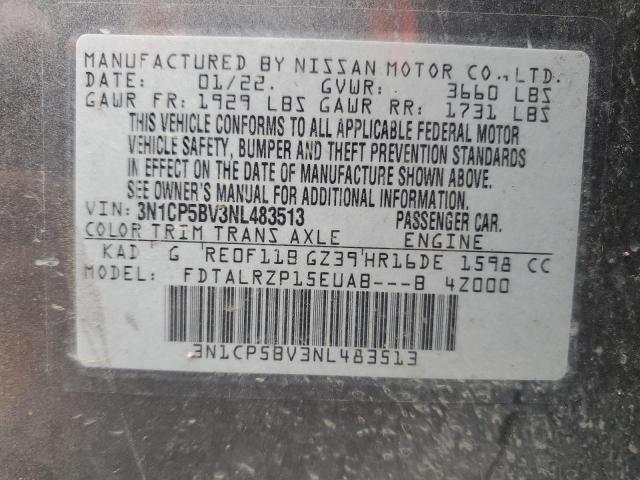 MANUFACTURED BY NISSAN MOTOR CO., LTD.
DATE: 01/22. GVWR: 3660 LBS
GAWR FR: 1929 LBS GAWR RR: 1731 LBS
THIS VEHICLE CONFORMS TO ALL APPLICABLE FEDERAL MOTOR
VEHICLE SAFETY, BUMPER AND THEFT PREVENTION STANDARDS
IN EFFECT ON THE DATE OF MANUFACTURE SHOWN ABOVE.
SEE OWNER'S MANUAL FOR ADDITIONAL INFORMATION.
VIN: 3N1CP5BV3NL483513 PASSENGER CAR.
COLOR TRIM TRANS AXLE ENGINE
KAD G RE0F11B GZ39 HR16DE 1598 CC
MODEL: FDTALRZP15EUAB---B 4Z000
3N1CP5BV3NL483513